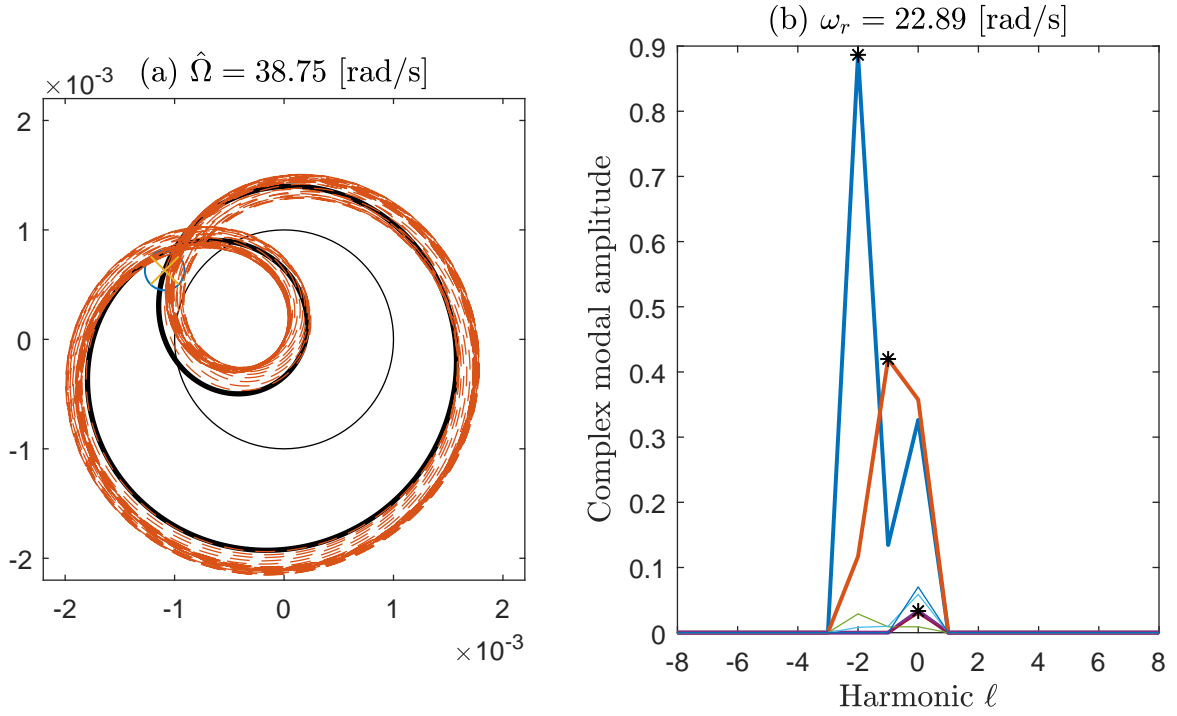 (a) Ω̂ = 38.75 [rad/s]
×10⁻³
2
1
0
-1
-2
-2 -1 0 1 2
×10⁻³
(b) ωᵣ = 22.89 [rad/s]
Complex modal amplitude
0.9
0.8
0.7
0.6
0.5
0.4
0.3
0.2
0.1
0
-8 -6 -4 -2 0 2 4 6 8
Harmonic ℓ